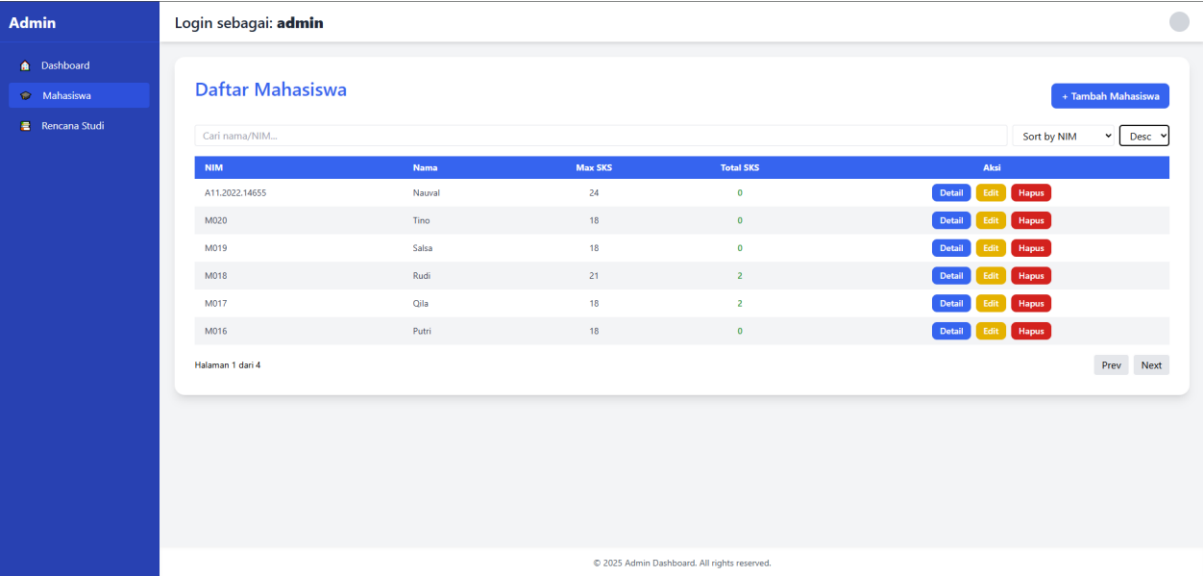 Admin
Login sebagai: admin
Dashboard
Mahasiswa
Rencana Studi
Daftar Mahasiswa
+ Tambah Mahasiswa
Cari nama/NIM...
Sort by NIM
Desc
NIM Nama Max SKS Total SKS Aksi
A11.2022.14655 Nauval 24 0 Detail Edit Hapus
M020 Tino 18 0 Detail Edit Hapus
M019 Salsa 18 0 Detail Edit Hapus
M018 Rudi 21 2 Detail Edit Hapus
M017 Qila 18 2 Detail Edit Hapus
M016 Putri 18 0 Detail Edit Hapus
Halaman 1 dari 4 Prev Next
© 2025 Admin Dashboard. All rights reserved.